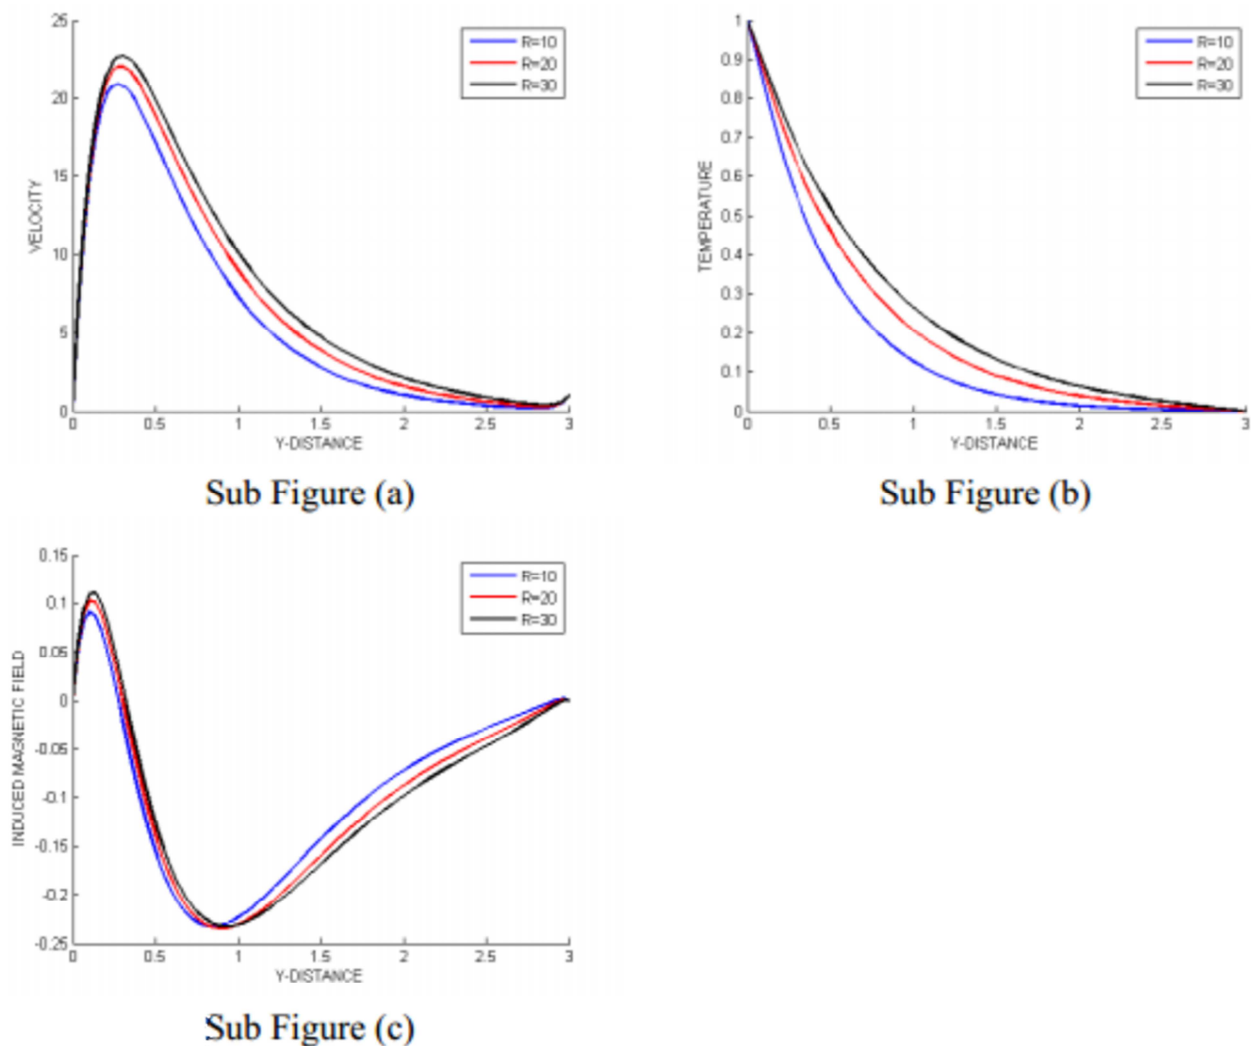 25
20
15
10
5
0
VELOCITY
0 0.5 1 1.5 2 2.5 3
Y-DISTANCE
R=10
R=20
R=30
Sub Figure (a)
1
0.9
0.8
0.7
0.6
0.5
0.4
0.3
0.2
0.1
0
TEMPERATURE
0 0.5 1 1.5 2 2.5 3
Y-DISTANCE
R=10
R=20
R=30
Sub Figure (b)
0.15
0.1
0.05
0
-0.05
-0.1
-0.15
-0.2
-0.25
INDUCED MAGNETIC FIELD
0 0.5 1 1.5 2 2.5 3
Y-DISTANCE
R=10
R=20
R=30
Sub Figure (c)